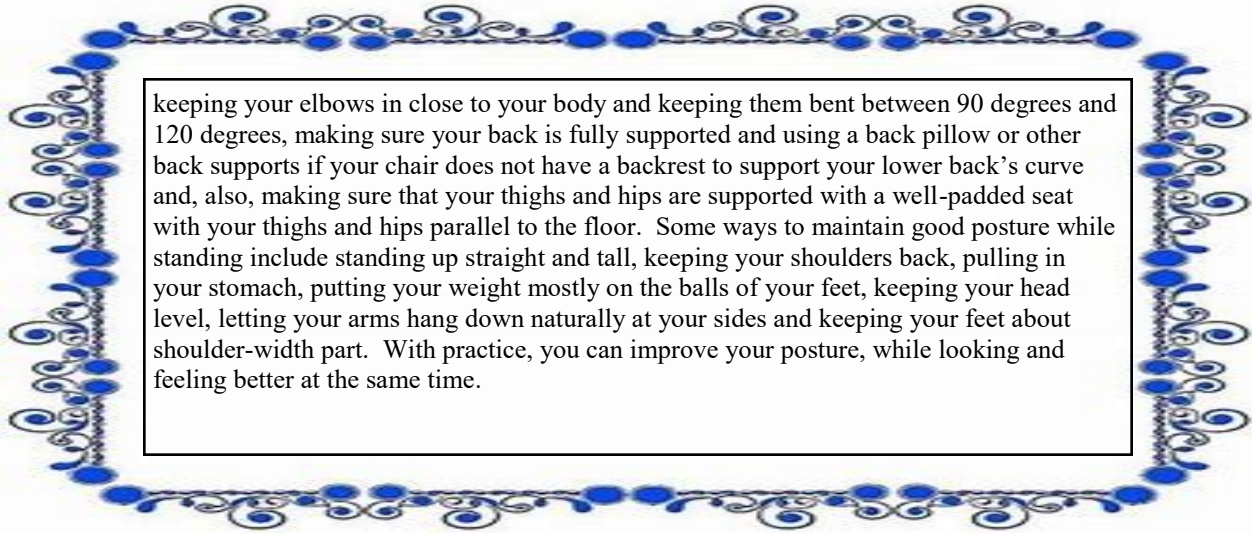 keeping your elbows in close to your body and keeping them bent between 90 degrees and
120 degrees, making sure your back is fully supported and using a back pillow or other
back supports if your chair does not have a backrest to support your lower back’s curve
and, also, making sure that your thighs and hips are supported with a well-padded seat
with your thighs and hips parallel to the floor.  Some ways to maintain good posture while
standing include standing up straight and tall, keeping your shoulders back, pulling in
your stomach, putting your weight mostly on the balls of your feet, keeping your head
level, letting your arms hang down naturally at your sides and keeping your feet about
shoulder-width part.  With practice, you can improve your posture, while looking and
feeling better at the same time.